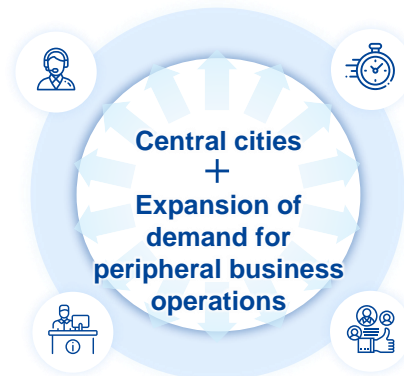 Central cities
+
Expansion of
demand for
peripheral business
operations
i